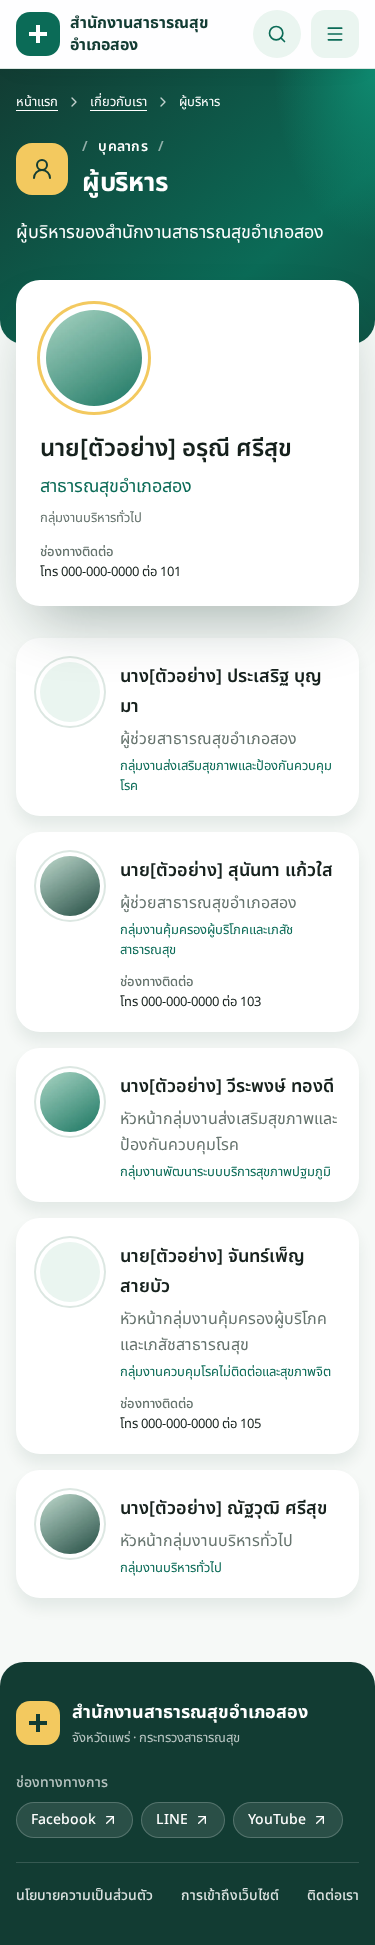 สำนักงานสาธารณสุข
อำเภอสอง
หน้าแรก > เกี่ยวกับเรา > ผู้บริหาร
/ บุคลากร /
ผู้บริหาร
ผู้บริหารของสำนักงานสาธารณสุขอำเภอสอง
นาย[ตัวอย่าง] อรุณี ศรีสุข
สาธารณสุขอำเภอสอง
กลุ่มงานบริหารทั่วไป
ช่องทางติดต่อ
โทร 000-000-0000 ต่อ 101
นาง[ตัวอย่าง] ประเสริฐ บุญ
มา
ผู้ช่วยสาธารณสุขอำเภอสอง
กลุ่มงานส่งเสริมสุขภาพและป้องกันควบคุม
โรค
นาย[ตัวอย่าง] สุนันทา แก้วใส
ผู้ช่วยสาธารณสุขอำเภอสอง
กลุ่มงานคุ้มครองผู้บริโภคและเภสัช
สาธารณสุข
ช่องทางติดต่อ
โทร 000-000-0000 ต่อ 103
นาง[ตัวอย่าง] วีระพงษ์ ทองดี
หัวหน้ากลุ่มงานส่งเสริมสุขภาพและ
ป้องกันควบคุมโรค
กลุ่มงานพัฒนาระบบบริการสุขภาพปฐมภูมิ
นาย[ตัวอย่าง] จันทร์เพ็ญ
สายบัว
หัวหน้ากลุ่มงานคุ้มครองผู้บริโภค
และเภสัชสาธารณสุข
กลุ่มงานควบคุมโรคไม่ติดต่อและสุขภาพจิต
ช่องทางติดต่อ
โทร 000-000-0000 ต่อ 105
นาง[ตัวอย่าง] ณัฐวุฒิ ศรีสุข
หัวหน้ากลุ่มงานบริหารทั่วไป
กลุ่มงานบริหารทั่วไป
สำนักงานสาธารณสุขอำเภอสอง
จังหวัดแพร่ · กระทรวงสาธารณสุข
ช่องทางทางการ
Facebook LINE YouTube
นโยบายความเป็นส่วนตัว การเข้าถึงเว็บไซต์ ติดต่อเรา